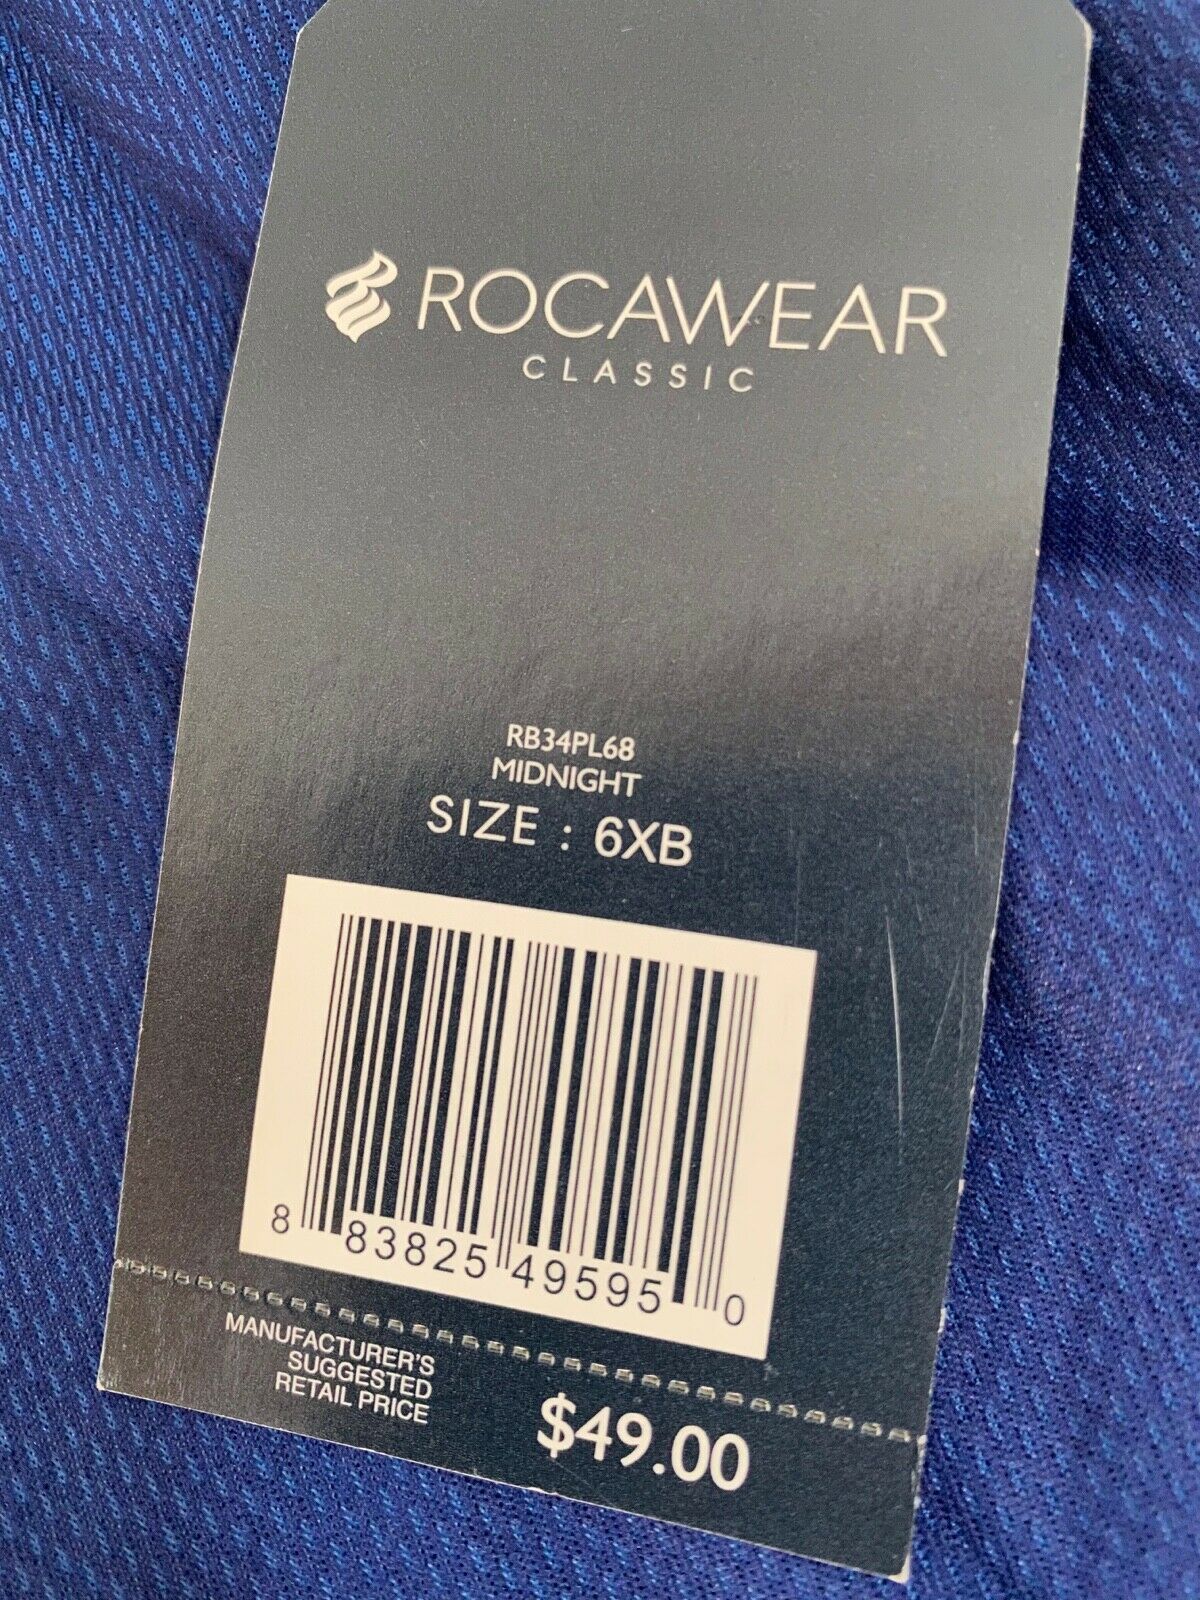 ROCAWEAR
CLASSIC
RB34PL68
MIDNIGHT
SIZE : 6XB
8 83825 49595 0
MANUFACTURER'S
SUGGESTED
RETAIL PRICE
$49.00